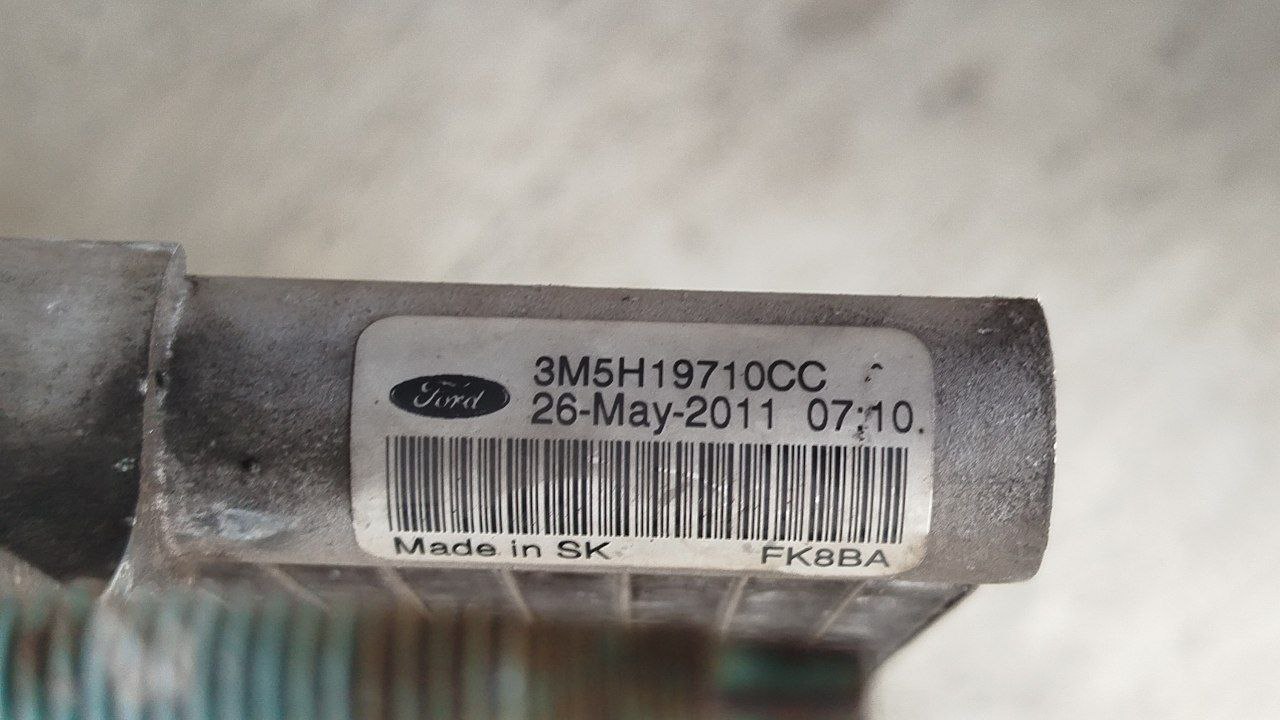 Ford
3M5H19710CC
26-May-2011 07:10
Made in SK
FK8BA